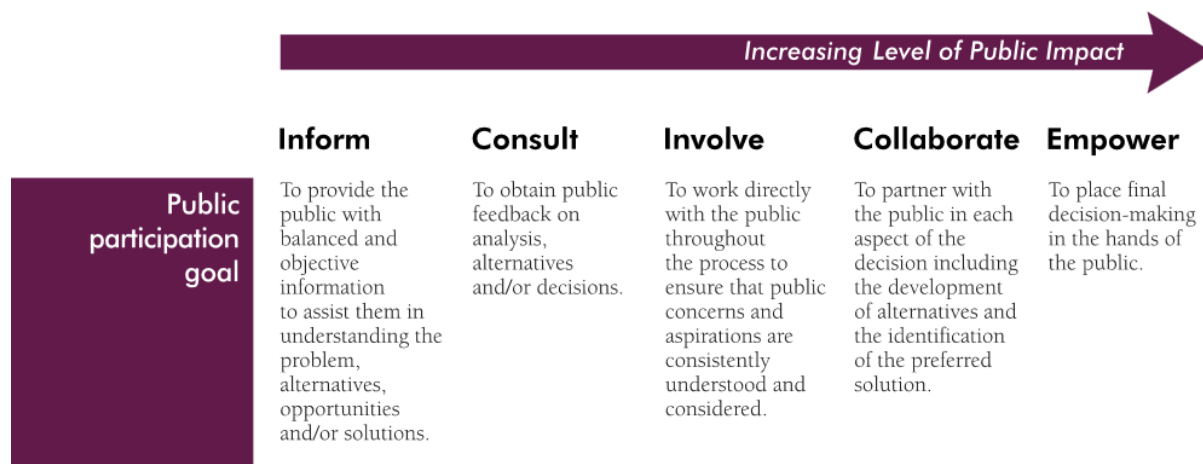 Increasing Level of Public Impact
Inform
Consult
Involve
Collaborate
Empower
Public
participation
goal
To provide the
public with
balanced and
objective
information
to assist them in
understanding the
problem,
alternatives,
opportunities
and/or solutions.
To obtain public
feedback on
analysis,
alternatives
and/or decisions.
To work directly
with the public
throughout
the process to
ensure that public
concerns and
aspirations are
consistently
understood and
considered.
To partner with
the public in each
aspect of the
decision including
the development
of alternatives and
the identification
of the preferred
solution.
To place final
decision-making
in the hands of
the public.